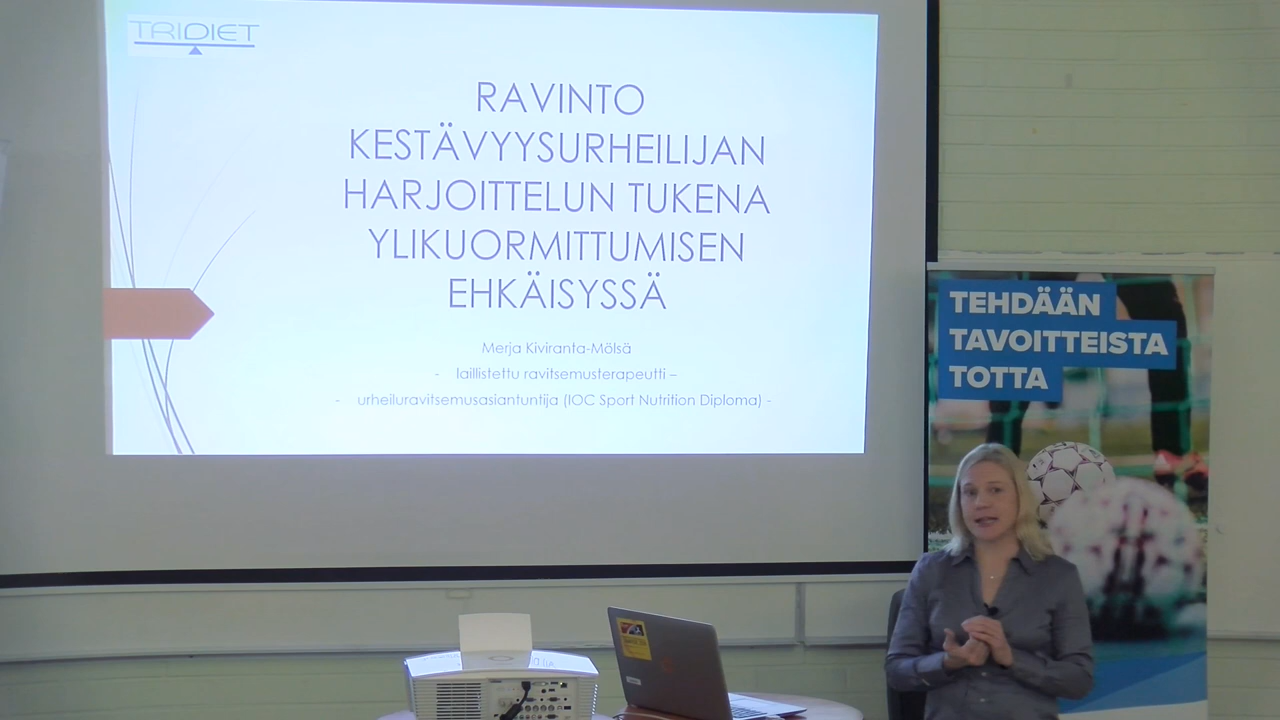 TRIDIET
RAVINTO
KESTÄVYYSURHEILIJAN
HARJOITTELUN TUKENA
YLIKUORMITTUMISEN
EHKÄISYSSÄ
Merja Kiviranta-Mölsä
- laillistettu ravitsemusterapeutti –
- urheiluravitsemusasiantuntija (IOC Sport Nutrition Diploma) -
TEHDÄÄN
TAVOITTEISTA
TOTTA